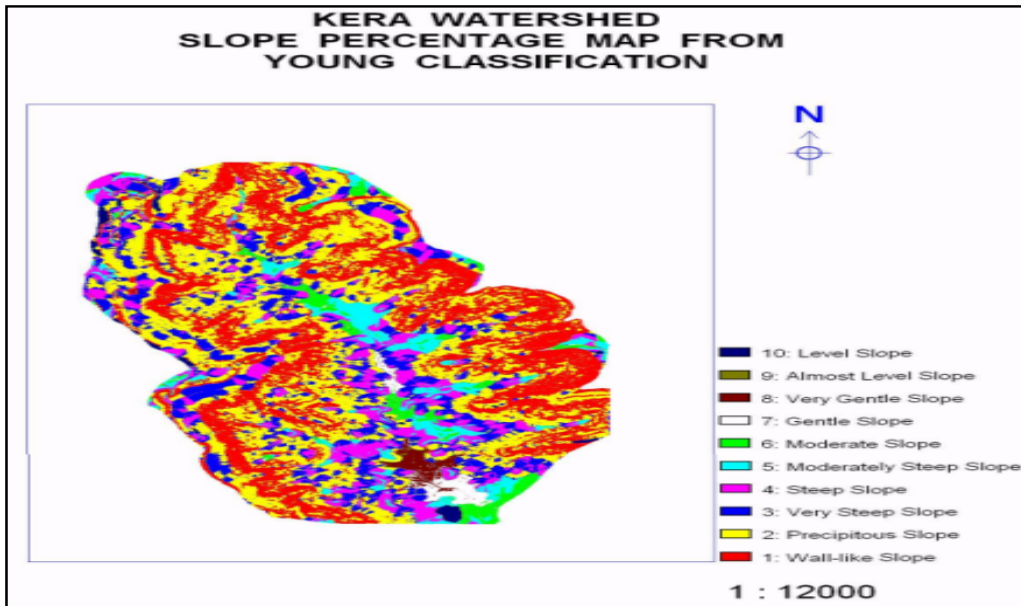 KERA WATERSHED
SLOPE PERCENTAGE MAP FROM
YOUNG CLASSIFICATION
N
10: Level Slope
9: Almost Level Slope
8: Very Gentle Slope
7: Gentle Slope
6: Moderate Slope
5: Moderately Steep Slope
4: Steep Slope
3: Very Steep Slope
2: Precipitous Slope
1: Wall-like Slope
1 : 12000